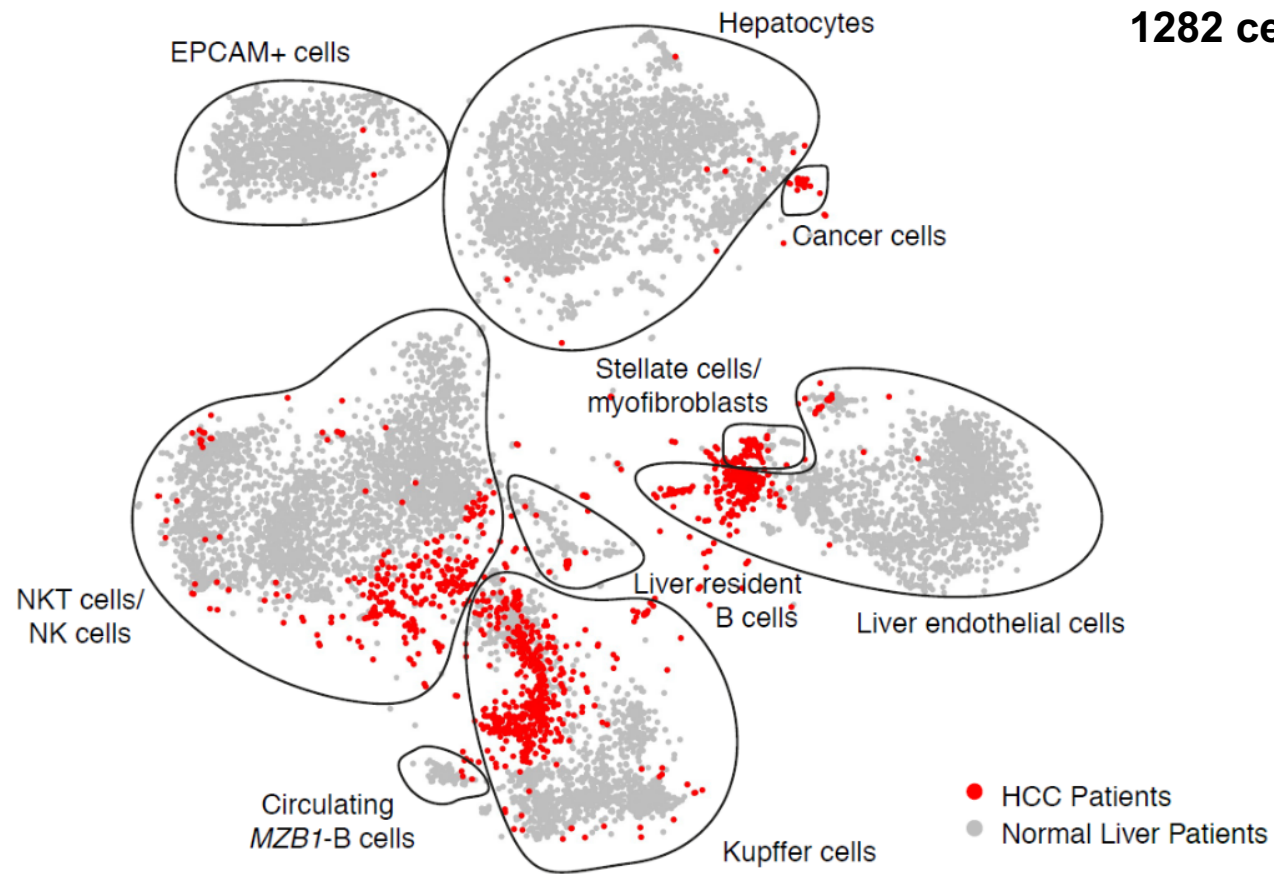 Hepatocytes
1282 ce
EPCAM+ cells
Cancer cells
Stellate cells/
myofibroblasts
Liver resident
B cells
Liver endothelial cells
NKT cells/
NK cells
Circulating
MZB1-B cells
Kupffer cells
HCC Patients
Normal Liver Patients